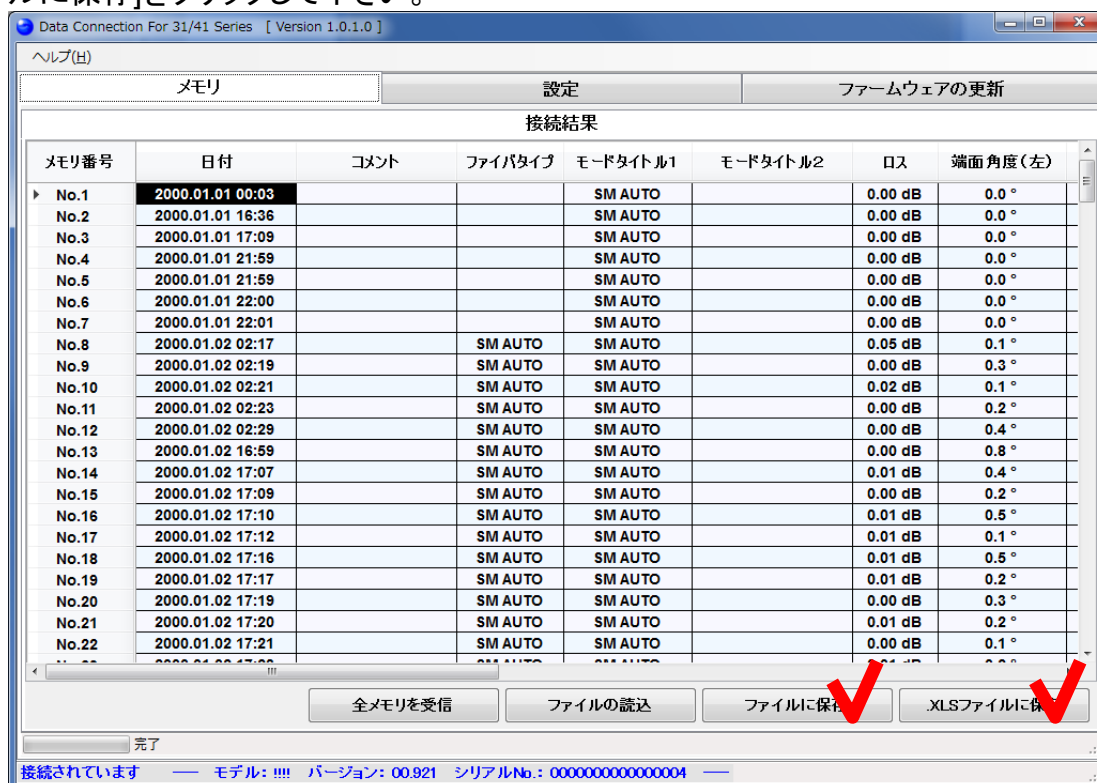 ルに保存]をクリックして下さい。
Data Connection For 31/41 Series [ Version 1.0.1.0 ]
ヘルプ(H)
メモリ 設定 ファームウェアの更新
接続結果
メモリ番号 日付 コメント ファイバタイプ モードタイトル1 モードタイトル2 ロス 端面角度(左)
No.1 2000.01.01 00:03 SM AUTO 0.00 dB 0.0 °
No.2 2000.01.01 16:36 SM AUTO 0.00 dB 0.0 °
No.3 2000.01.01 17:09 SM AUTO 0.00 dB 0.0 °
No.4 2000.01.01 21:59 SM AUTO 0.00 dB 0.0 °
No.5 2000.01.01 21:59 SM AUTO 0.00 dB 0.0 °
No.6 2000.01.01 22:00 SM AUTO 0.00 dB 0.0 °
No.7 2000.01.01 22:01 SM AUTO 0.00 dB 0.0 °
No.8 2000.01.02 02:17 SM AUTO SM AUTO 0.05 dB 0.1 °
No.9 2000.01.02 02:19 SM AUTO SM AUTO 0.00 dB 0.3 °
No.10 2000.01.02 02:21 SM AUTO SM AUTO 0.02 dB 0.1 °
No.11 2000.01.02 02:23 SM AUTO SM AUTO 0.00 dB 0.2 °
No.12 2000.01.02 02:29 SM AUTO SM AUTO 0.00 dB 0.4 °
No.13 2000.01.02 16:59 SM AUTO SM AUTO 0.00 dB 0.8 °
No.14 2000.01.02 17:07 SM AUTO SM AUTO 0.01 dB 0.4 °
No.15 2000.01.02 17:09 SM AUTO SM AUTO 0.00 dB 0.2 °
No.16 2000.01.02 17:10 SM AUTO SM AUTO 0.01 dB 0.5 °
No.17 2000.01.02 17:12 SM AUTO SM AUTO 0.01 dB 0.1 °
No.18 2000.01.02 17:16 SM AUTO SM AUTO 0.01 dB 0.5 °
No.19 2000.01.02 17:17 SM AUTO SM AUTO 0.01 dB 0.2 °
No.20 2000.01.02 17:19 SM AUTO SM AUTO 0.00 dB 0.3 °
No.21 2000.01.02 17:20 SM AUTO SM AUTO 0.01 dB 0.2 °
No.22 2000.01.02 17:21 SM AUTO SM AUTO 0.00 dB 0.1 °
全メモリを受信 ファイルの読込 ファイルに保存 .XLSファイルに保
完了
接続されています ── モデル: !!!! バージョン: 00.921 シリアルNo.: 0000000000000004 ──